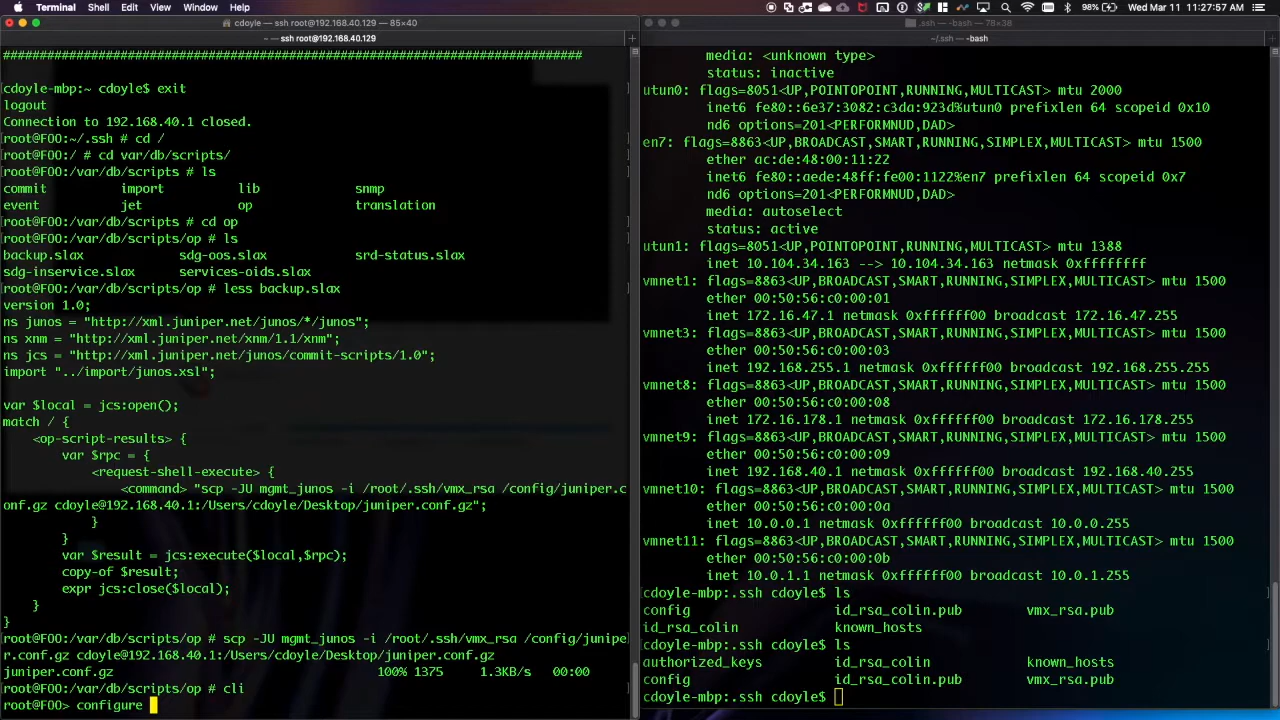 Terminal Shell Edit View Window Help
98% Wed Mar 11 11:27:57
cdoyle — ssh root@192.168.40.129 — 85×40
~ — ssh root@192.168.40.129
###############################################################################
cdoyle-mbp:~ cdoyle$ exit
logout
Connection to 192.168.40.1 closed.
root@FOO:~/.ssh # cd /
root@FOO:/ # cd var/db/scripts/
root@FOO:/var/db/scripts # ls
commit import lib snmp
event jet op translation
root@FOO:/var/db/scripts # cd op
root@FOO:/var/db/scripts/op # ls
backup.slax sdg-oos.slax srd-status.slax
sdg-inservice.slax services-oids.slax
root@FOO:/var/db/scripts/op # less backup.slax
version 1.0;
ns junos = "http://xml.juniper.net/junos/*/junos";
ns xnm = "http://xml.juniper.net/xnm/1.1/xnm";
ns jcs = "http://xml.juniper.net/junos/commit-scripts/1.0";
import "../import/junos.xsl";
var $local = jcs:open();
match / {
<op-script-results> {
var $rpc = {
<request-shell-execute> {
<command> "scp -JU mgmt_junos -i /root/.ssh/vmx_rsa /config/juniper.c
onf.gz cdoyle@192.168.40.1:/Users/cdoyle/Desktop/juniper.conf.gz";
}
}
var $result = jcs:execute($local,$rpc);
copy-of $result;
expr jcs:close($local);
}
}
root@FOO:/var/db/scripts/op # scp -JU mgmt_junos -i /root/.ssh/vmx_rsa /config/junipe
r.conf.gz cdoyle@192.168.40.1:/Users/cdoyle/Desktop/juniper.conf.gz
juniper.conf.gz 100% 1375 1.3KB/s 00:00
root@FOO:/var/db/scripts/op # cli
root@FOO> configure
.ssh — -bash — 78×38
~/.ssh — -bash
media: <unknown type>
status: inactive
utun0: flags=8051<UP,POINTOPOINT,RUNNING,MULTICAST> mtu 2000
inet6 fe80::6e37:3082:c3da:923d%utun0 prefixlen 64 scopeid 0x10
nd6 options=201<PERFORMNUD,DAD>
en7: flags=8863<UP,BROADCAST,SMART,RUNNING,SIMPLEX,MULTICAST> mtu 1500
ether ac:de:48:00:11:22
inet6 fe80::aede:48ff:fe00:1122%en7 prefixlen 64 scopeid 0x7
nd6 options=201<PERFORMNUD,DAD>
media: autoselect
status: active
utun1: flags=8051<UP,POINTOPOINT,RUNNING,MULTICAST> mtu 1388
inet 10.104.34.163 --> 10.104.34.163 netmask 0xffffffff
vmnet1: flags=8863<UP,BROADCAST,SMART,RUNNING,SIMPLEX,MULTICAST> mtu 1500
ether 00:50:56:c0:00:01
inet 172.16.47.1 netmask 0xffffff00 broadcast 172.16.47.255
vmnet3: flags=8863<UP,BROADCAST,SMART,RUNNING,SIMPLEX,MULTICAST> mtu 1500
ether 00:50:56:c0:00:03
inet 192.168.255.1 netmask 0xffffff00 broadcast 192.168.255.255
vmnet8: flags=8863<UP,BROADCAST,SMART,RUNNING,SIMPLEX,MULTICAST> mtu 1500
ether 00:50:56:c0:00:08
inet 172.16.178.1 netmask 0xffffff00 broadcast 172.16.178.255
vmnet9: flags=8863<UP,BROADCAST,SMART,RUNNING,SIMPLEX,MULTICAST> mtu 1500
ether 00:50:56:c0:00:09
inet 192.168.40.1 netmask 0xffffff00 broadcast 192.168.40.255
vmnet10: flags=8863<UP,BROADCAST,SMART,RUNNING,SIMPLEX,MULTICAST> mtu 1500
ether 00:50:56:c0:00:0a
inet 10.0.0.1 netmask 0xffffff00 broadcast 10.0.0.255
vmnet11: flags=8863<UP,BROADCAST,SMART,RUNNING,SIMPLEX,MULTICAST> mtu 1500
ether 00:50:56:c0:00:0b
inet 10.0.1.1 netmask 0xffffff00 broadcast 10.0.1.255
cdoyle-mbp:.ssh cdoyle$ ls
config id_rsa_colin.pub vmx_rsa.pub
id_rsa_colin known_hosts
cdoyle-mbp:.ssh cdoyle$ ls
authorized_keys id_rsa_colin known_hosts
config id_rsa_colin.pub vmx_rsa.pub
cdoyle-mbp:.ssh cdoyle$